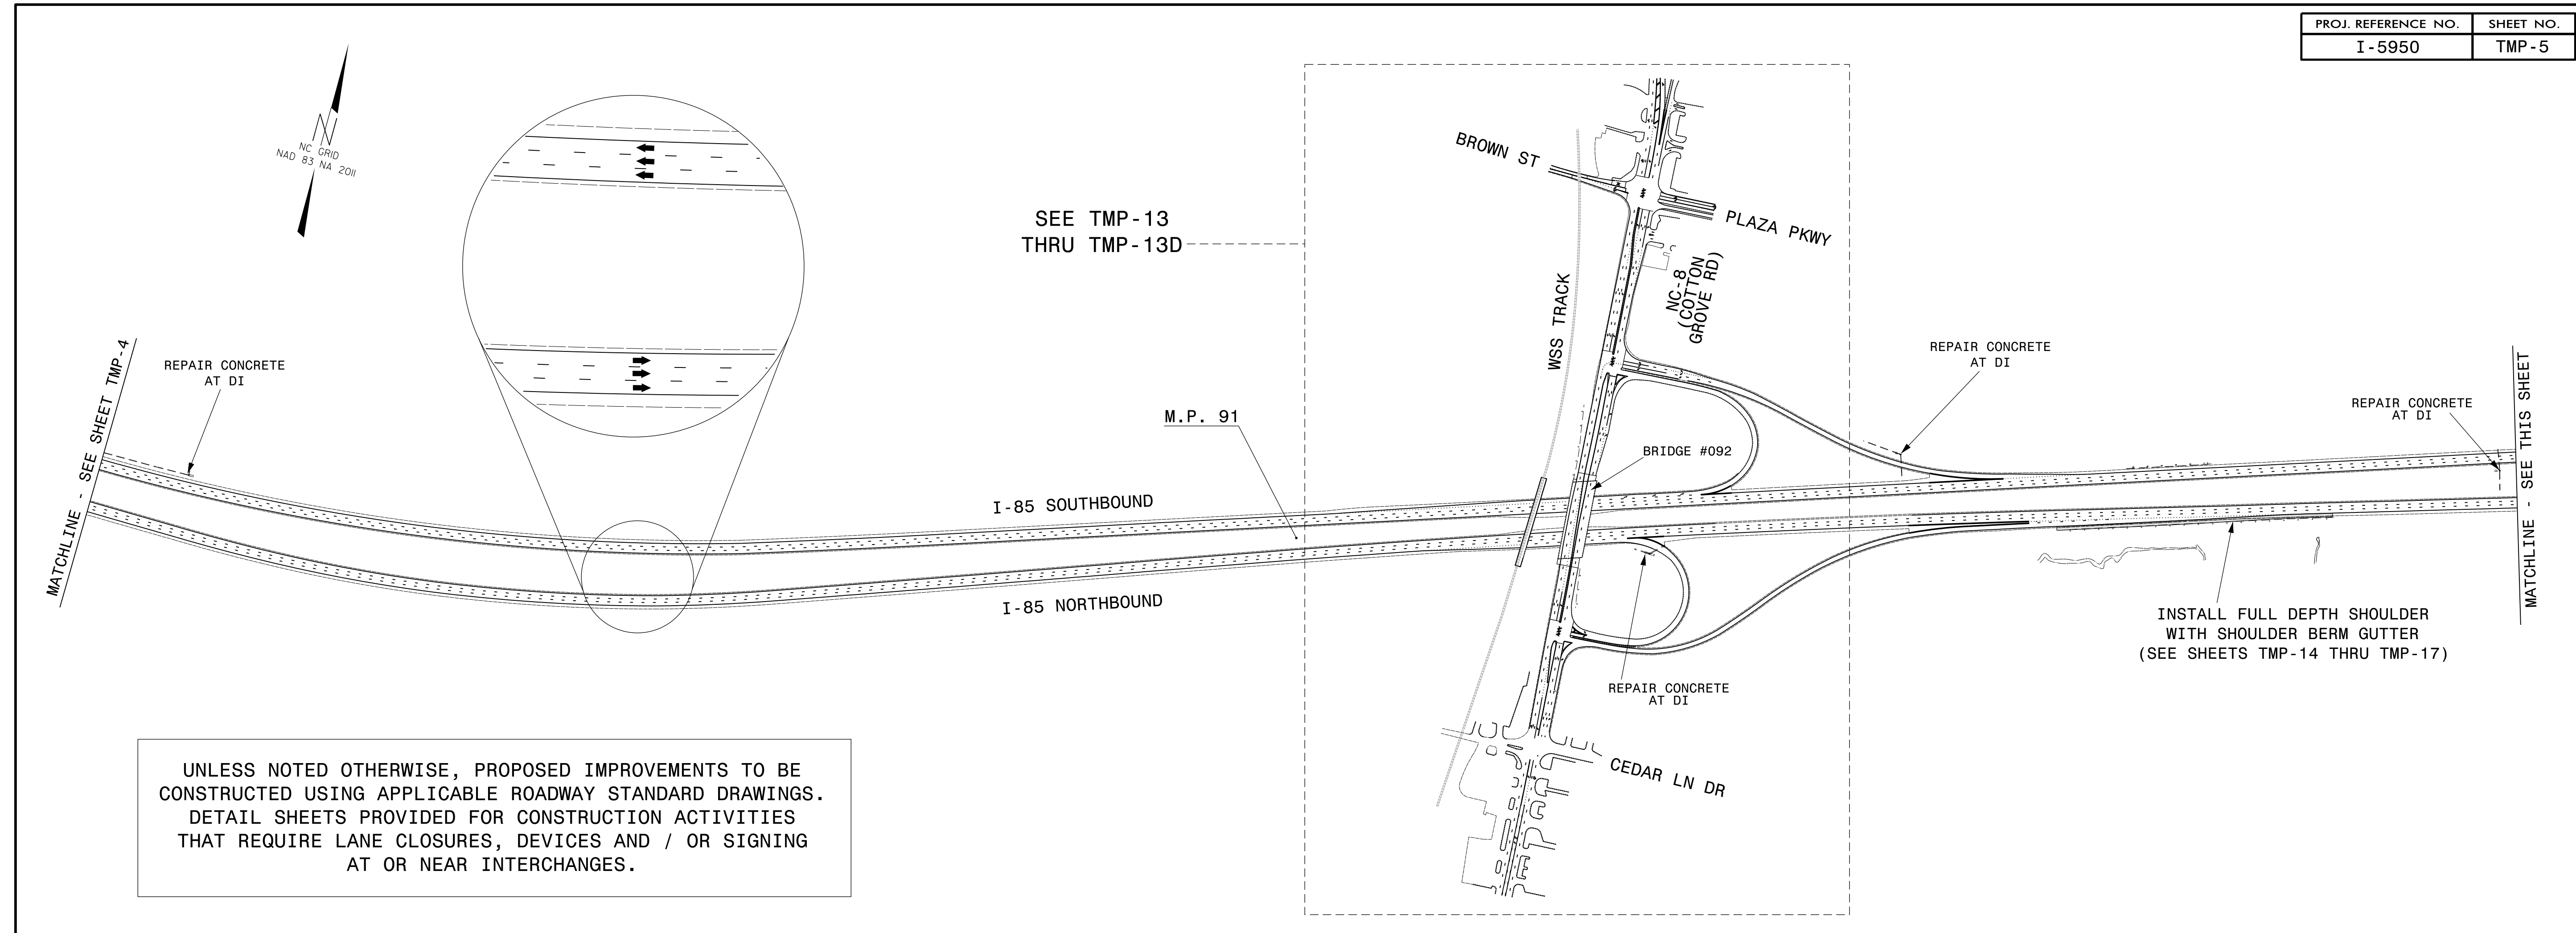 PROJ. REFERENCE NO. SHEET NO.
I-5950 TMP-5
N
NC GRID
NAD 83 NA 2011
SEE TMP-13
THRU TMP-13D
BROWN ST
PLAZA PKWY
NC-8
(COTTON
GROVE RD)
WSS TRACK
MATCHLINE - SEE SHEET TMP-4
REPAIR CONCRETE
AT DI
M.P. 91
BRIDGE #092
REPAIR CONCRETE
AT DI
REPAIR CONCRETE
AT DI
MATCHLINE - SEE THIS SHEET
I-85 SOUTHBOUND
I-85 NORTHBOUND
INSTALL FULL DEPTH SHOULDER
WITH SHOULDER BERM GUTTER
(SEE SHEETS TMP-14 THRU TMP-17)
REPAIR CONCRETE
AT DI
CEDAR LN DR
UNLESS NOTED OTHERWISE, PROPOSED IMPROVEMENTS TO BE
CONSTRUCTED USING APPLICABLE ROADWAY STANDARD DRAWINGS.
DETAIL SHEETS PROVIDED FOR CONSTRUCTION ACTIVITIES
THAT REQUIRE LANE CLOSURES, DEVICES AND / OR SIGNING
AT OR NEAR INTERCHANGES.